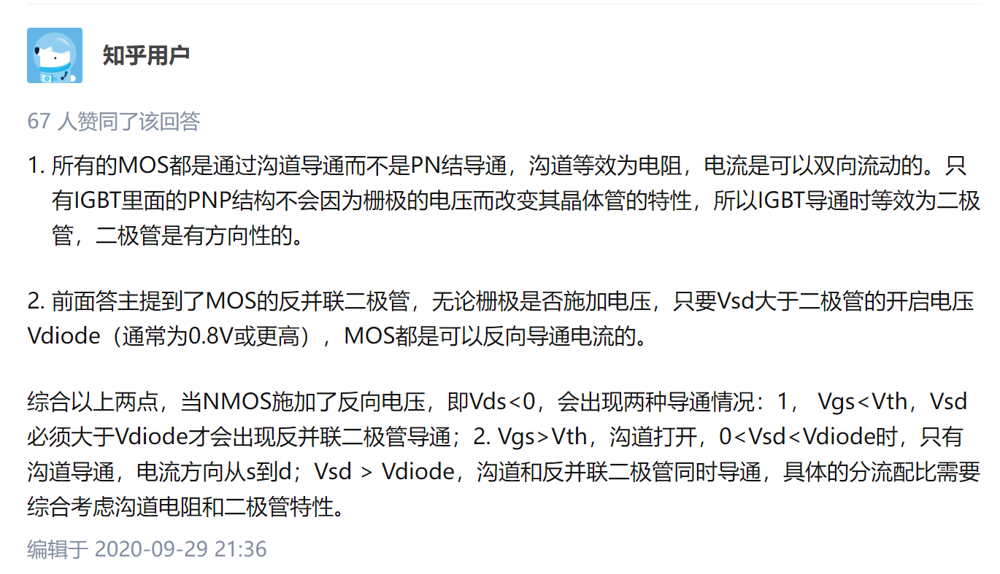 知乎用户
67 人赞同了该回答
1. 所有的MOS都是通过沟道导通而不是PN结导通，沟道等效为电阻，电流是可以双向流动的。只
有IGBT里面的PNP结构不会因为栅极的电压而改变其晶体管的特性，所以IGBT导通时等效为二极
管，二极管是有方向性的。
2. 前面答主提到了MOS的反并联二极管，无论栅极是否施加电压，只要Vsd大于二极管的开启电压
Vdiode（通常为0.8V或更高），MOS都是可以反向导通电流的。
综合以上两点，当NMOS施加了反向电压，即Vds<0，会出现两种导通情况：1， Vgs<Vth，Vsd
必须大于Vdiode才会出现反并联二极管导通；2. Vgs>Vth，沟道打开，0<Vsd<Vdiode时，只有
沟道导通，电流方向从s到d；Vsd > Vdiode，沟道和反并联二极管同时导通，具体的分流配比需要
综合考虑沟道电阻和二极管特性。
编辑于 2020-09-29 21:36